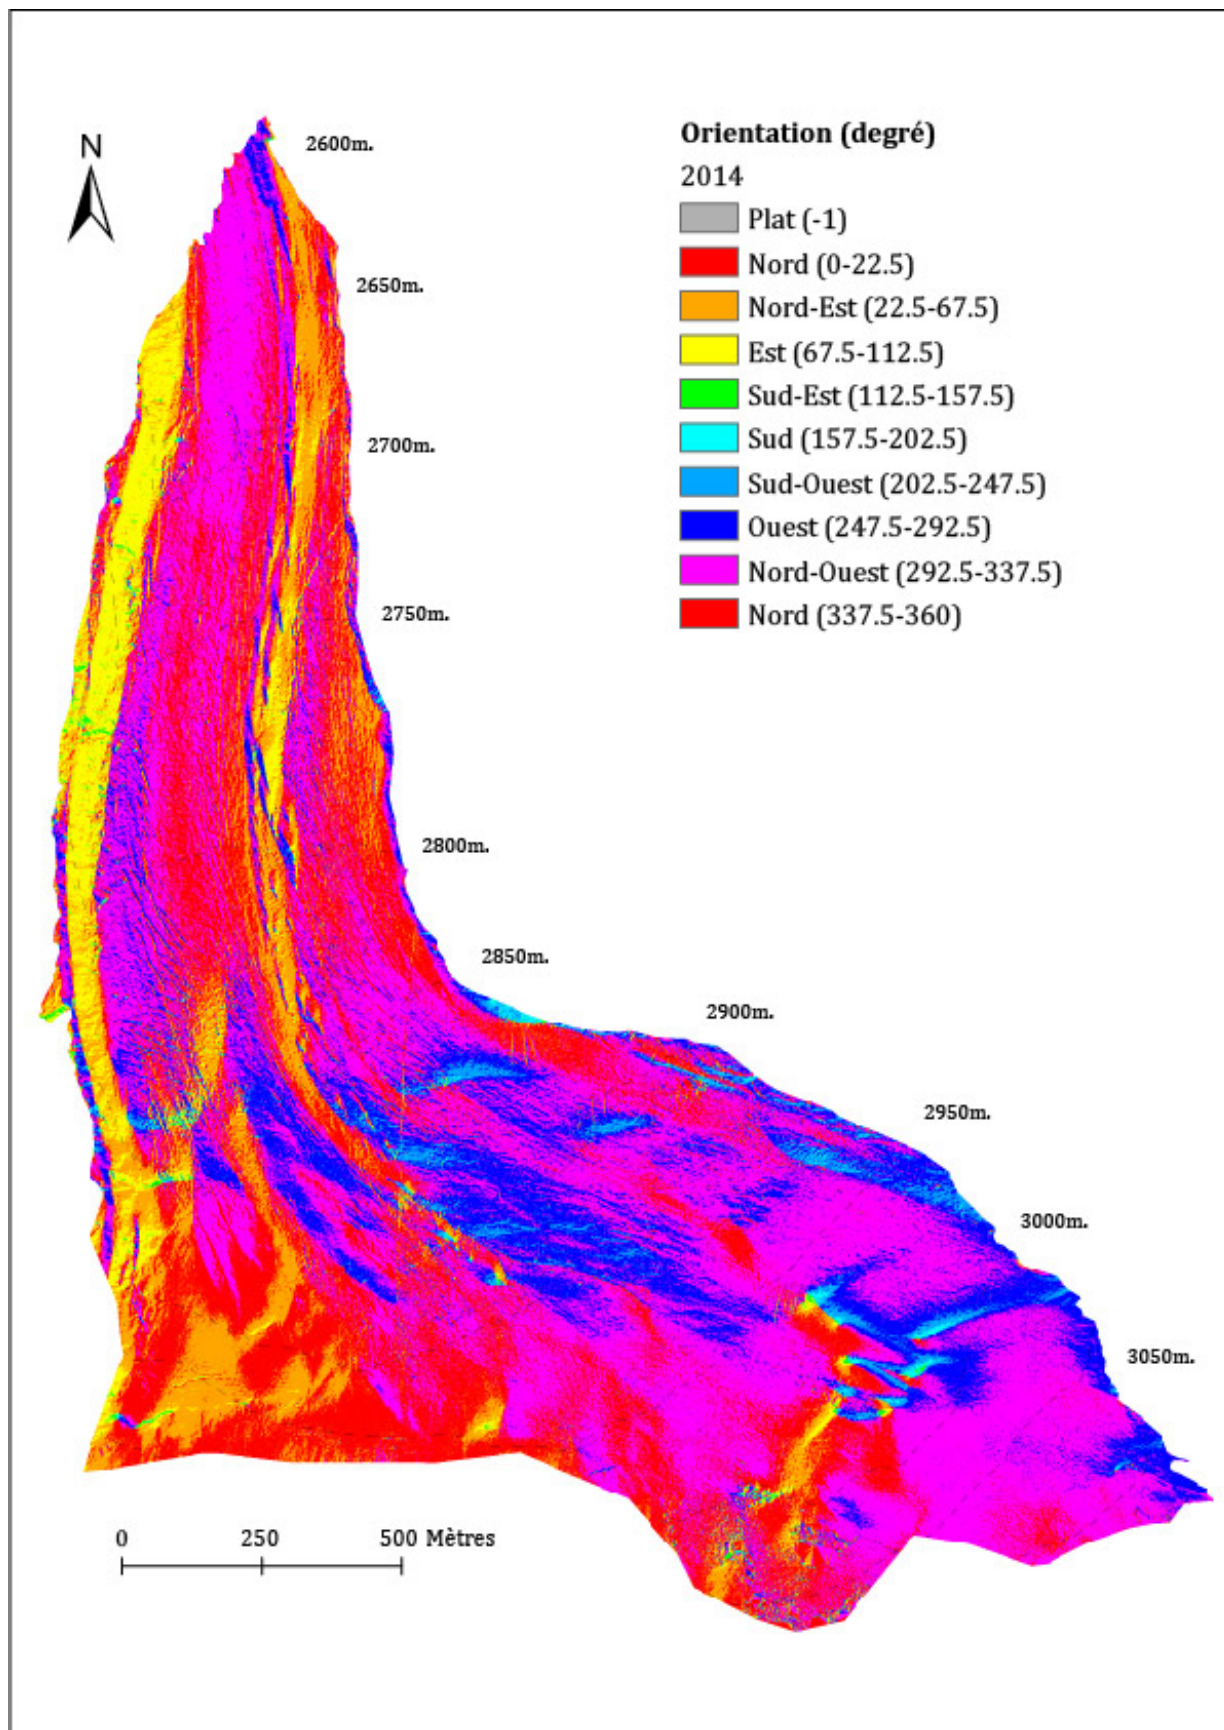 Orientation (degré)
2014
Plat (-1)
Nord (0-22.5)
Nord-Est (22.5-67.5)
Est (67.5-112.5)
Sud-Est (112.5-157.5)
Sud (157.5-202.5)
Sud-Ouest (202.5-247.5)
Ouest (247.5-292.5)
Nord-Ouest (292.5-337.5)
Nord (337.5-360)
N
2600m.
2650m.
2700m.
2750m.
2800m.
2850m.
2900m.
2950m.
3000m.
3050m.
0 250 500 Mètres